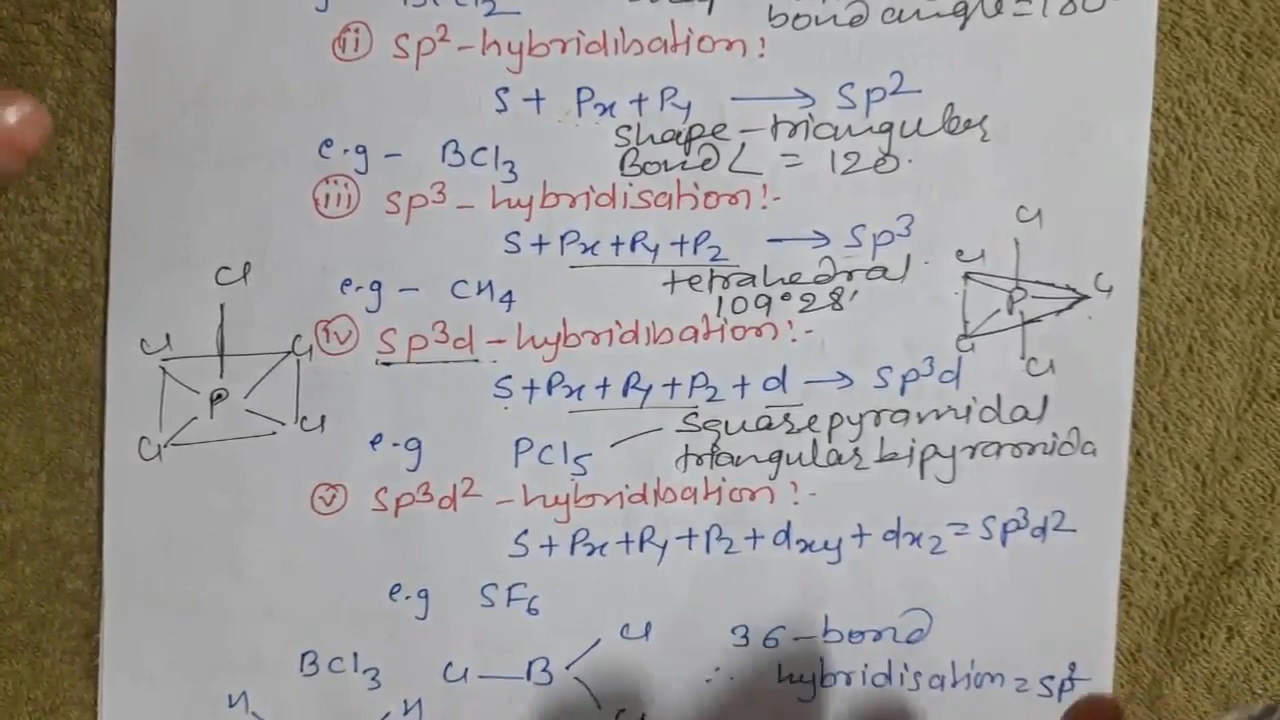 bond angle = 180°
(ii) sp²-hybridisation!
S + Px + Py → Sp²
Shape - triangular
e.g - BCl₃ Bond∠ = 120.
(iii) sp³ - hybridisation!-
S + Px + Py + Pz → Sp³
tetrahedral
e.g - CH₄
109°28'
(iv) Sp³d - hybridisation!-
S + Px + Py + Pz + d → Sp³d
Square pyramidal
e.g PCl₅
triangular bipyramida
(v) Sp³d² - hybridisation!-
S + Px + Py + Pz + dxy + dxz = Sp³d²
e.g SF₆
BCl₃ Cl—B
Cl
36-bond
∴ hybridisation = sp²
H H
Cl
Cl Cl
P
Cl Cl
Cl
Cl Cl
P
Cl
Cl